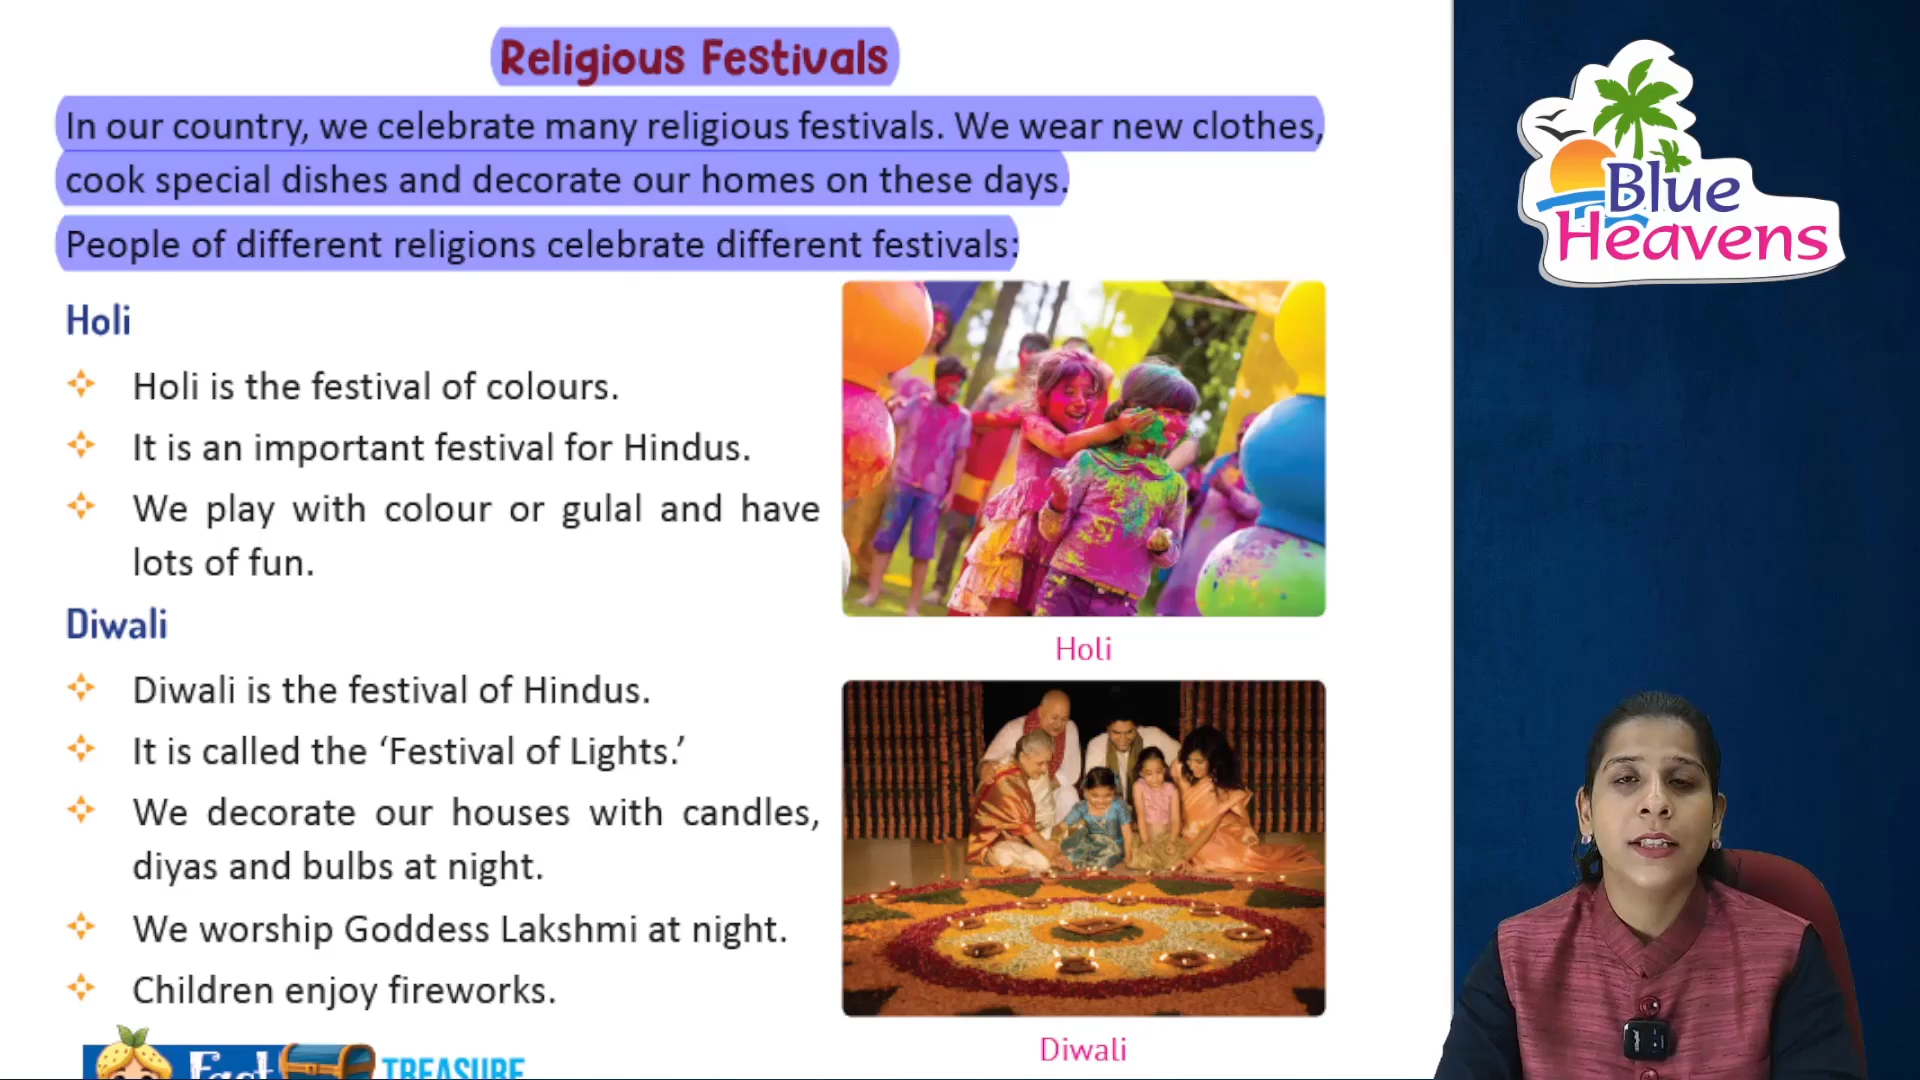 Religious Festivals
In our country, we celebrate many religious festivals. We wear new clothes,
cook special dishes and decorate our homes on these days.
People of different religions celebrate different festivals:
Holi
Holi is the festival of colours.
It is an important festival for Hindus.
We play with colour or gulal and have
lots of fun.
Holi
Diwali
Diwali is the festival of Hindus.
It is called the ‘Festival of Lights.’
We decorate our houses with candles,
diyas and bulbs at night.
We worship Goddess Lakshmi at night.
Children enjoy fireworks.
Diwali
Fact
TREASURE
Blue
Heavens